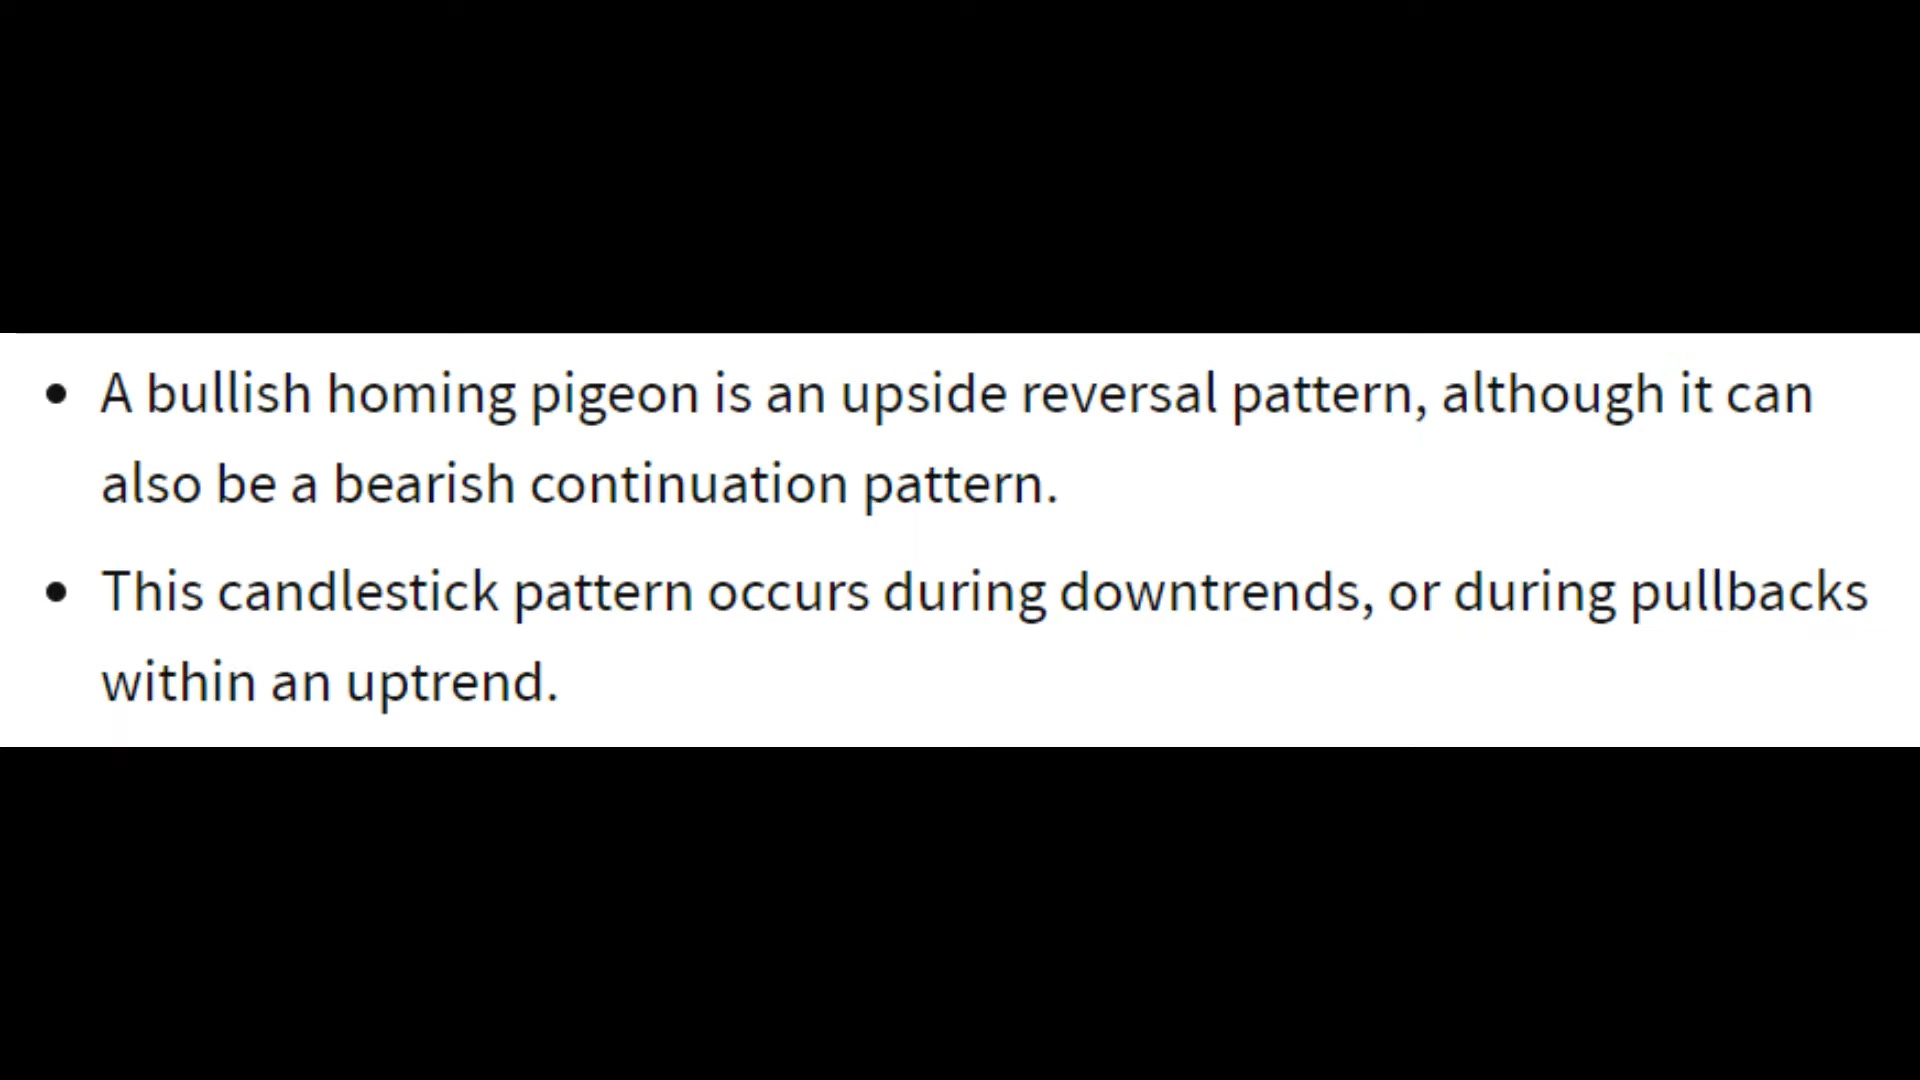 • A bullish homing pigeon is an upside reversal pattern, although it can
also be a bearish continuation pattern.
• This candlestick pattern occurs during downtrends, or during pullbacks
within an uptrend.